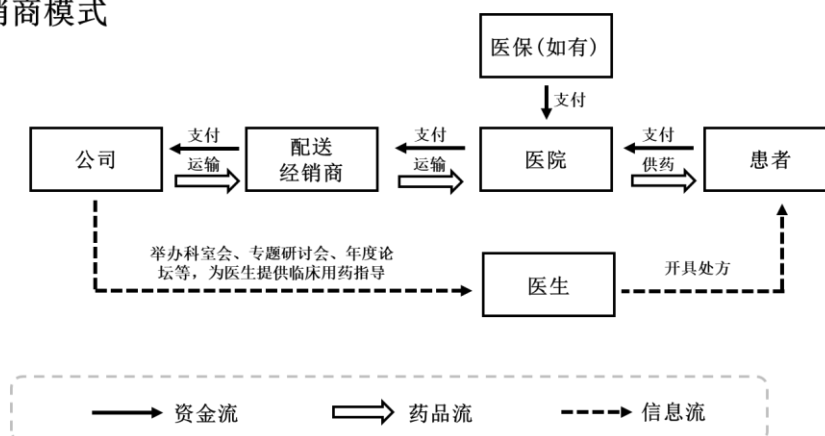 销商模式
医保(如有)
支付
支付
支付
支付
公司
配送
经销商
医院
患者
运输
运输
供药
举办科室会、专题研讨会、年度论
坛等，为医生提供临床用药指导
医生
开具处方
资金流
药品流
信息流